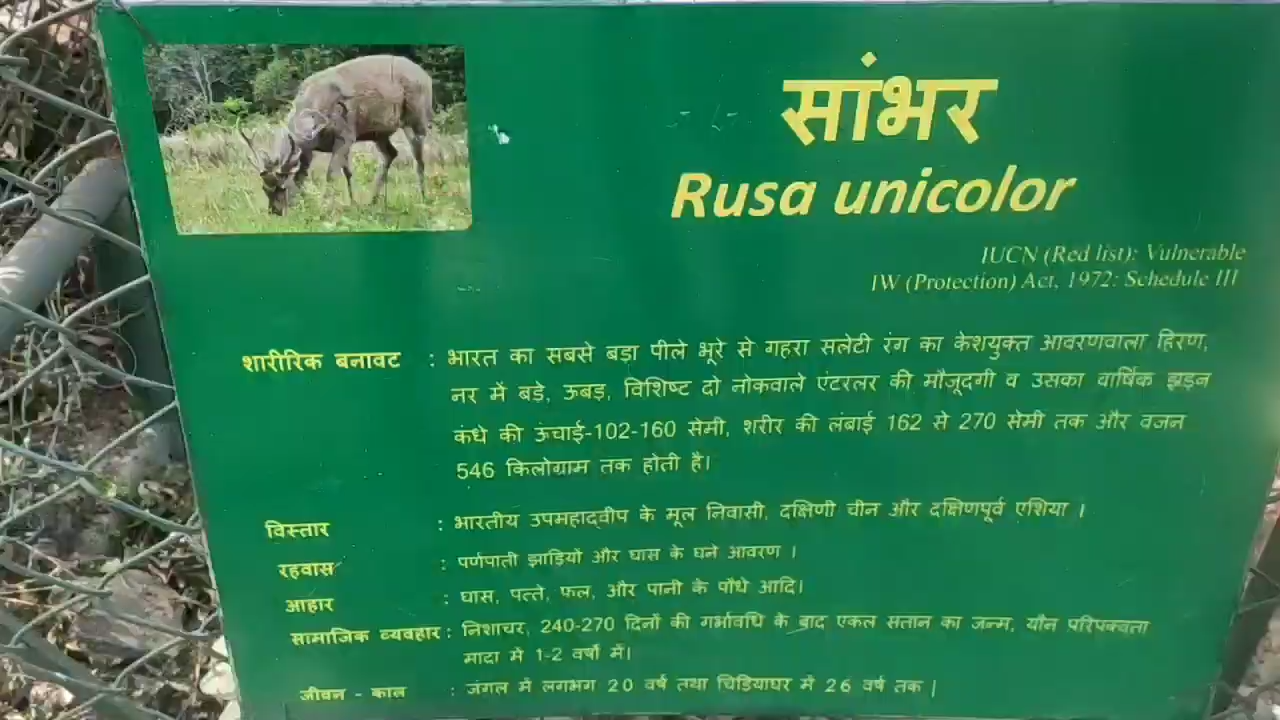 सांभर
Rusa unicolor
IUCN (Red list): Vulnerable
IW (Protection) Act, 1972: Schedule III
शारीरिक बनावट : भारत का सबसे बडा पीले भूरे से गहरा सलेटी रंग का केशयुक्त आवरणवाला हिरण,
नर में बड़े, ऊबड़, विशिष्ट दो नोकवाले एंटरलर की मौजूदगी व उसका वार्षिक झड़न
कंधे की ऊंचाई-102-160 सेमी, शरीर की लंबाई 162 से 270 सेमी तक और वजन
546 किलोग्राम तक होती है।
विस्तार : भारतीय उपमहाद्वीप के मूल निवासी, दक्षिणी चीन और दक्षिणपूर्व एशिया ।
रहवास : पर्णपाती झाड़ियों और घास के घने आवरण ।
आहार : घास, पत्ते, फल, और पानी के पौधे आदि।
सामाजिक व्यवहार : निशाचर, 240-270 दिनों की गर्भावधि के बाद एकल संतान का जन्म, यौन परिपक्वता
मादा में 1-2 वर्षो में।
जीवन - काल : जंगल में लगभग 20 वर्ष तथा चिडियाघर में 26 वर्ष तक |